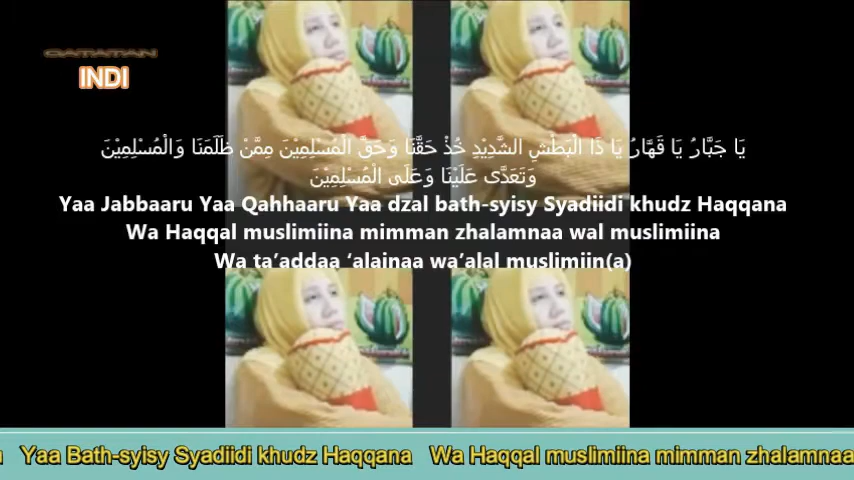 CATATAN
INDI
يَا جَبَّارُ يَا قَهَّارُ يَا ذَا الْبَطْشِ الشَّدِيْدِ خُذْ حَقَّنَا وَحَقَّ الْمُسْلِمِيْنَ مِمَّنْ ظَلَمَنَا وَالْمُسْلِمِيْنَ
وَتَعَدَّى عَلَيْنَا وَعَلَى الْمُسْلِمِيْنَ
Yaa Jabbaaru Yaa Qahhaaru Yaa dzal bath-syisy Syadiidi khudz Haqqana
Wa Haqqal muslimiina mimman zhalamnaa wal muslimiina
Wa ta’addaa ‘alainaa wa’alal muslimiin(a)
Yaa Bath-syisy Syadiidi khudz Haqqana Wa Haqqal muslimiina mimman zhalamnaa